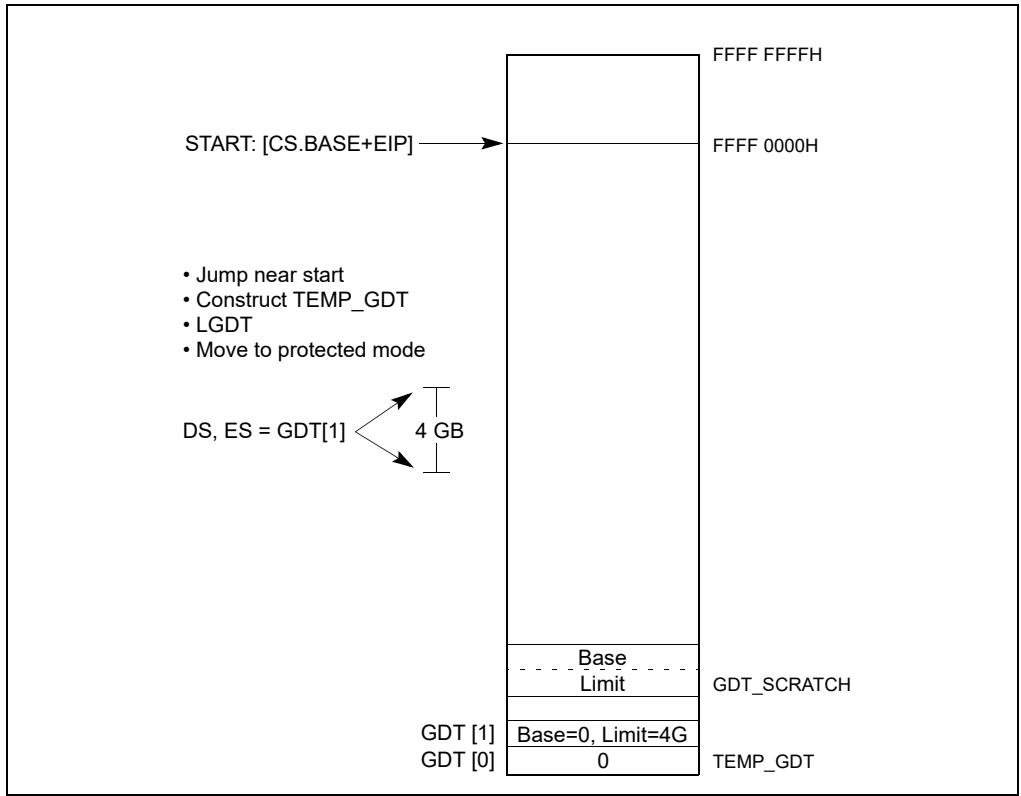 FFFF FFFFH
START: [CS.BASE+EIP]
FFFF 0000H
• Jump near start
• Construct TEMP_GDT
• LGDT
• Move to protected mode
DS, ES = GDT[1]
4 GB
Base
Limit
GDT_SCRATCH
GDT [1]
Base=0, Limit=4G
GDT [0]
0
TEMP_GDT